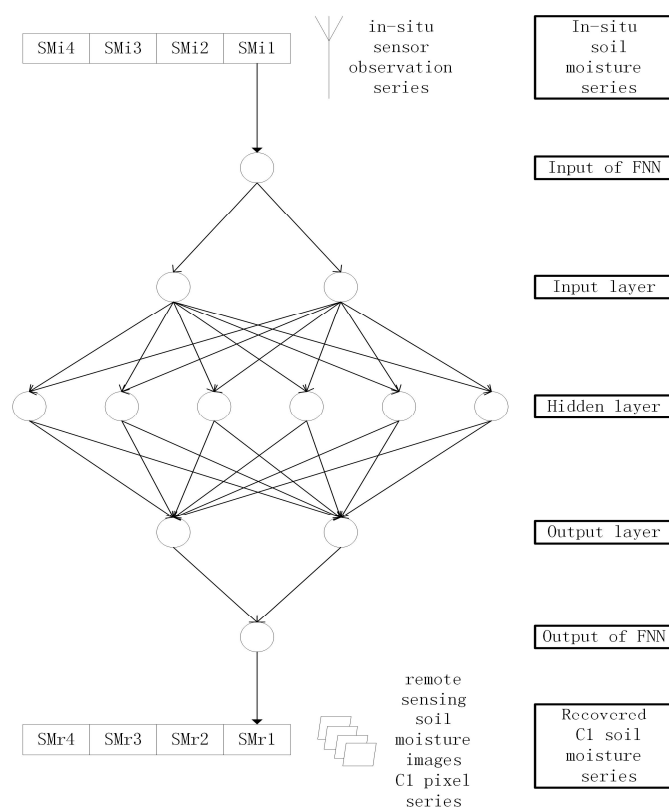 SMi4 SMi3 SMi2 SMi1
in-situ
sensor
observation
series
In-situ
soil
moisture
series
Input of FNN
Input layer
Hidden layer
Output layer
Output of FNN
SMr4 SMr3 SMr2 SMr1
remote
sensing
soil
moisture
images
C1 pixel
series
Recovered
C1 soil
moisture
series